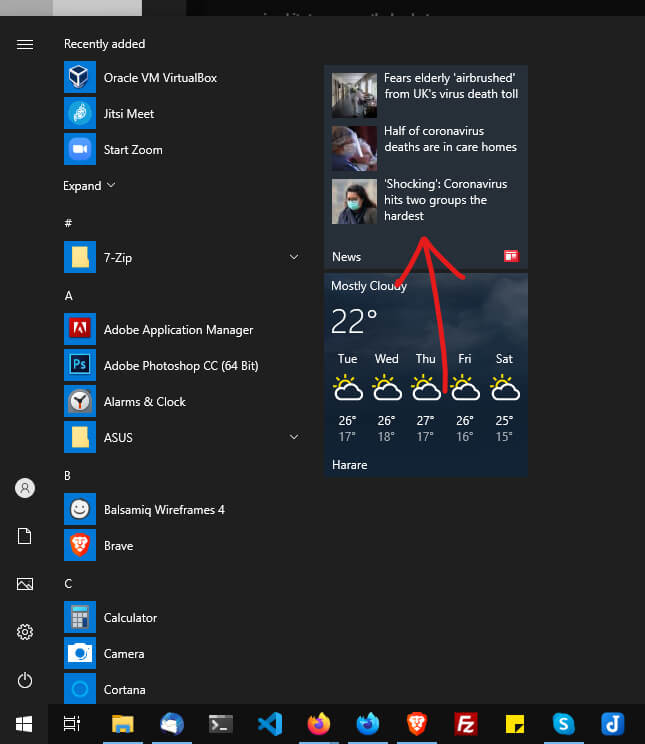 Recently added
Oracle VM VirtualBox
Jitsi Meet
Start Zoom
Expand
#
7-Zip
A
Adobe Application Manager
Ps
Adobe Photoshop CC (64 Bit)
Alarms & Clock
ASUS
B
Balsamiq Wireframes 4
Brave
C
Calculator
Camera
Cortana
Fears elderly 'airbrushed'
from UK's virus death toll
Half of coronavirus
deaths are in care homes
'Shocking': Coronavirus
hits two groups the
hardest
News
Mostly Cloudy
22°
Tue Wed Thu Fri Sat
26° 26° 27° 26° 25°
17° 18° 17° 16° 15°
Harare